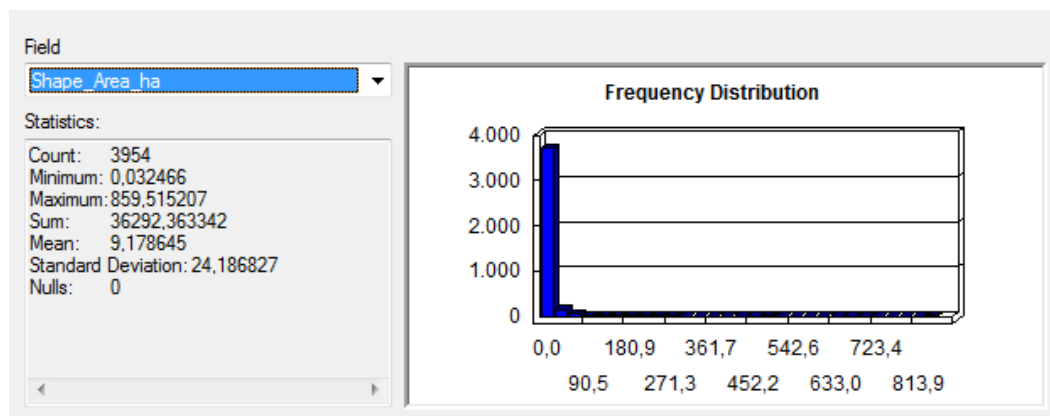 Field
Shape_Area_ha
Statistics:
Count: 3954
Minimum: 0,032466
Maximum: 859,515207
Sum: 36292,363342
Mean: 9,178645
Standard Deviation: 24,186827
Nulls: 0
Frequency Distribution
4.000
3.000
2.000
1.000
0
0,0 180,9 361,7 542,6 723,4
90,5 271,3 452,2 633,0 813,9